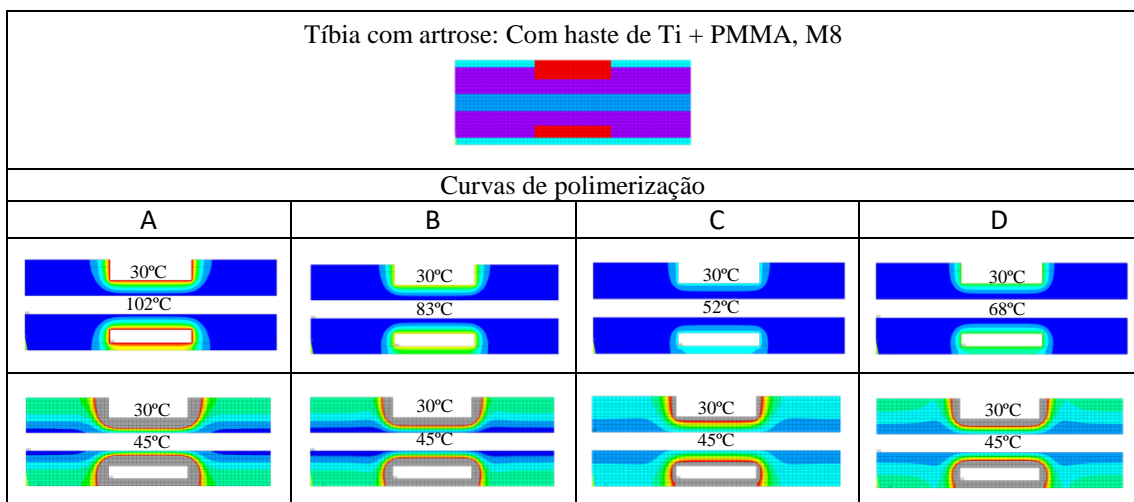 Tíbia com artrose: Com haste de Ti + PMMA, M8
Curvas de polimerização
A B C D
30ºC 30ºC 30ºC 30ºC
102ºC 83ºC 52ºC 68ºC
30ºC 30ºC 30ºC 30ºC
45ºC 45ºC 45ºC 45ºC